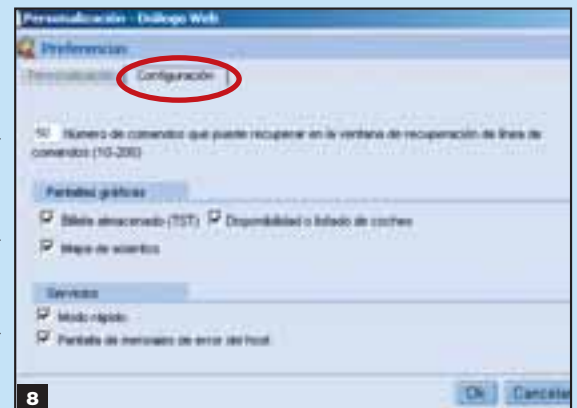 Personalización - Diálogo Web
Preferencias
Personalización Configuración
50 Número de comandos que puede recuperar en la ventana de recuperación de línea de
comandos (10-200)
Pantallas gráficas
Billete almacenado (TST) Disponibilidad o listado de coches
Mapa de asientos
Servicios
Modo rápido
Pantalla de mensajes de error del host
Ok Cancelar
8